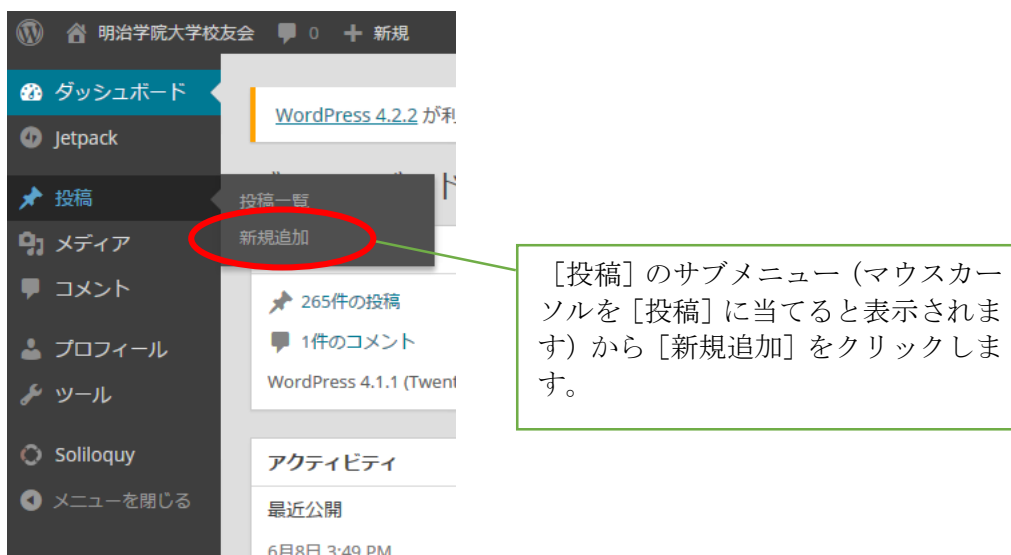 明治学院大学校友会 0 新規
ダッシュボード
Jetpack
投稿
メディア
コメント
プロフィール
ツール
Soliloquy
メニューを閉じる
WordPress 4.2.2 が利
投稿一覧
新規追加
265件の投稿
1件のコメント
WordPress 4.1.1 (Twent
アクティビティ
最近公開
6月8日 3:49 PM
［投稿］のサブメニュー（マウスカー
ソルを［投稿］に当てると表示されま
す）から［新規追加］をクリックしま
す。